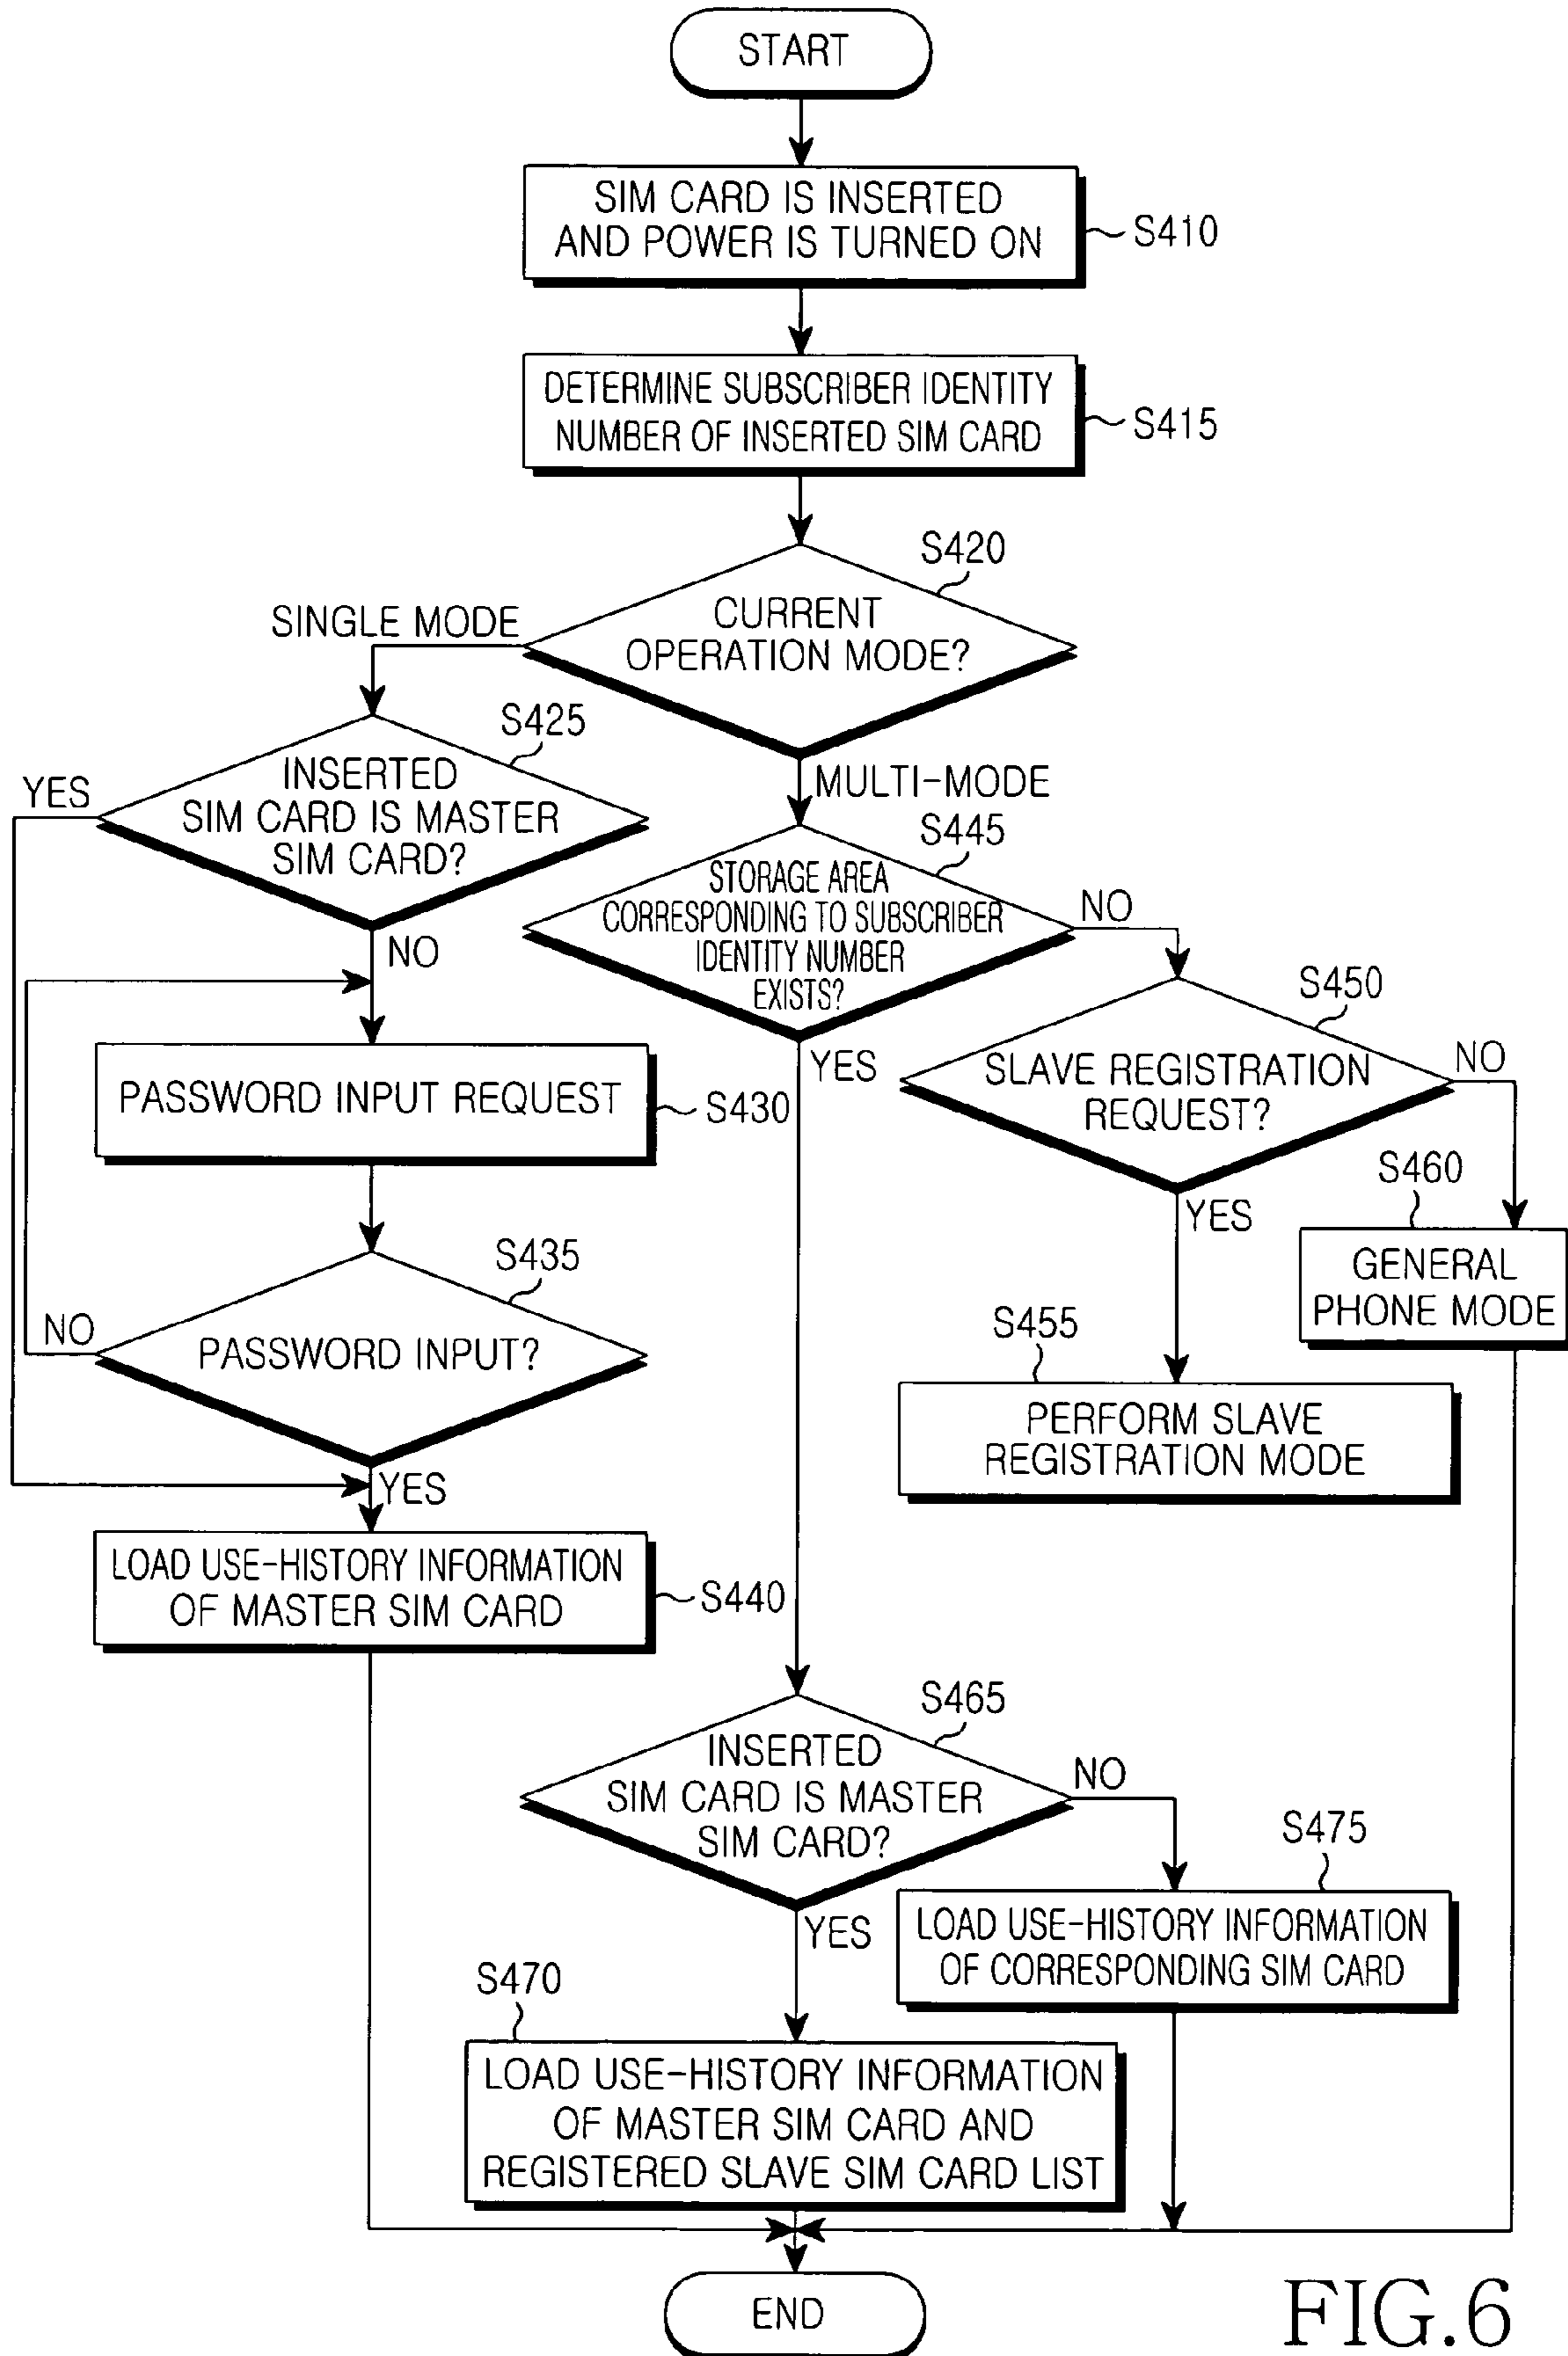 START
SIM CARD IS INSERTED
AND POWER IS TURNED ON
S410
DETERMINE SUBSCRIBER IDENTITY
NUMBER OF INSERTED SIM CARD
S415
S420
CURRENT
OPERATION MODE?
SINGLE MODE
MULTI-MODE
S425
INSERTED
SIM CARD IS MASTER
SIM CARD?
YES
NO
S430
PASSWORD INPUT REQUEST
S435
PASSWORD INPUT?
NO
YES
LOAD USE-HISTORY INFORMATION
OF MASTER SIM CARD
S440
S445
STORAGE AREA
CORRESPONDING TO SUBSCRIBER
IDENTITY NUMBER
EXISTS?
NO
YES
S450
SLAVE REGISTRATION
REQUEST?
NO
YES
S460
GENERAL
PHONE MODE
S455
PERFORM SLAVE
REGISTRATION MODE
S465
INSERTED
SIM CARD IS MASTER
SIM CARD?
NO
YES
S475
LOAD USE-HISTORY INFORMATION
OF CORRESPONDING SIM CARD
S470
LOAD USE-HISTORY INFORMATION
OF MASTER SIM CARD AND
REGISTERED SLAVE SIM CARD LIST
END
FIG.6